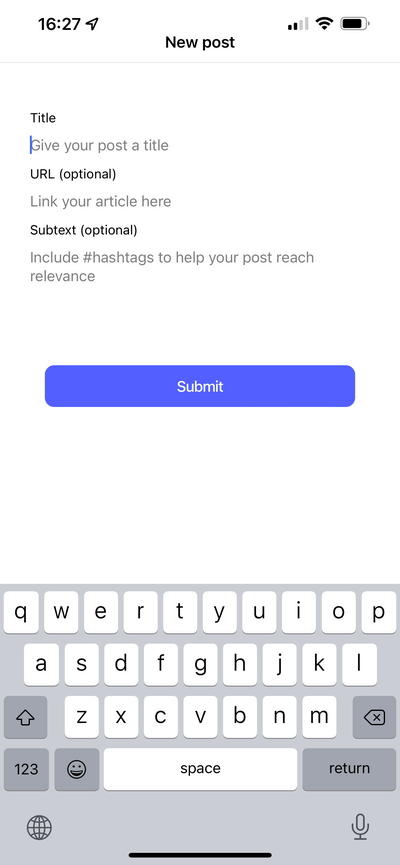 16:27
New post
Title
Give your post a title
URL (optional)
Link your article here
Subtext (optional)
Include #hashtags to help your post reach
relevance
Submit
q w e r t y u i o p
a s d f g h j k l
z x c v b n m
123 space return